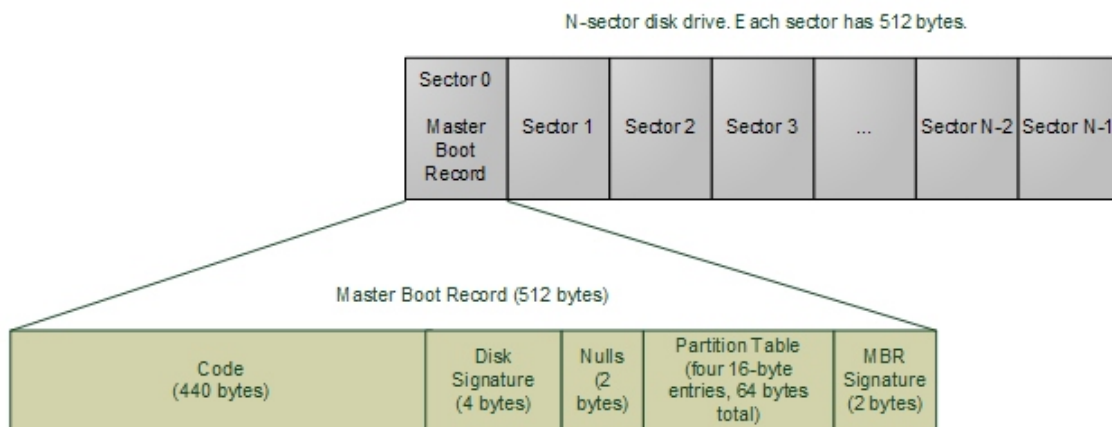 N-sector disk drive. Each sector has 512 bytes.
Sector 0
Master
Boot
Record
Sector 1
Sector 2
Sector 3
...
Sector N-2
Sector N-1
Master Boot Record (512 bytes)
Code
(440 bytes)
Disk
Signature
(4 bytes)
Nulls
(2
bytes)
Partition Table
(four 16-byte
entries, 64 bytes
total)
MBR
Signature
(2 bytes)